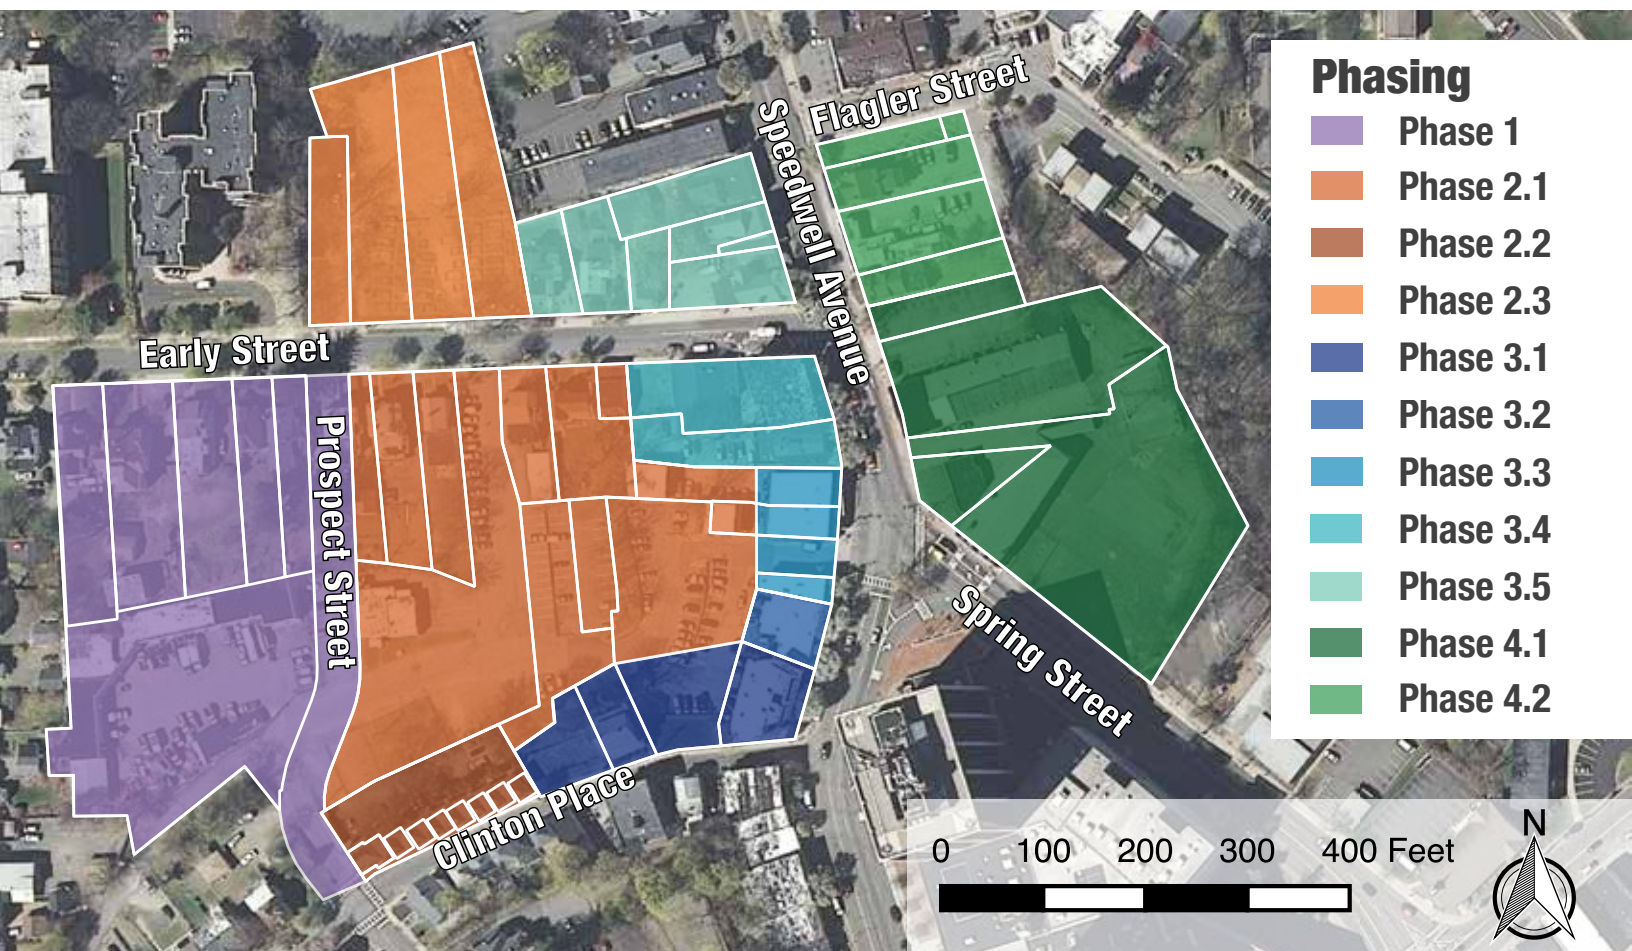 Flagler Street
Speedwell Avenue
Early Street
Prospect Street
Spring Street
Clinton Place
Phasing
Phase 1
Phase 2.1
Phase 2.2
Phase 2.3
Phase 3.1
Phase 3.2
Phase 3.3
Phase 3.4
Phase 3.5
Phase 4.1
Phase 4.2
0 100 200 300 400 Feet
N